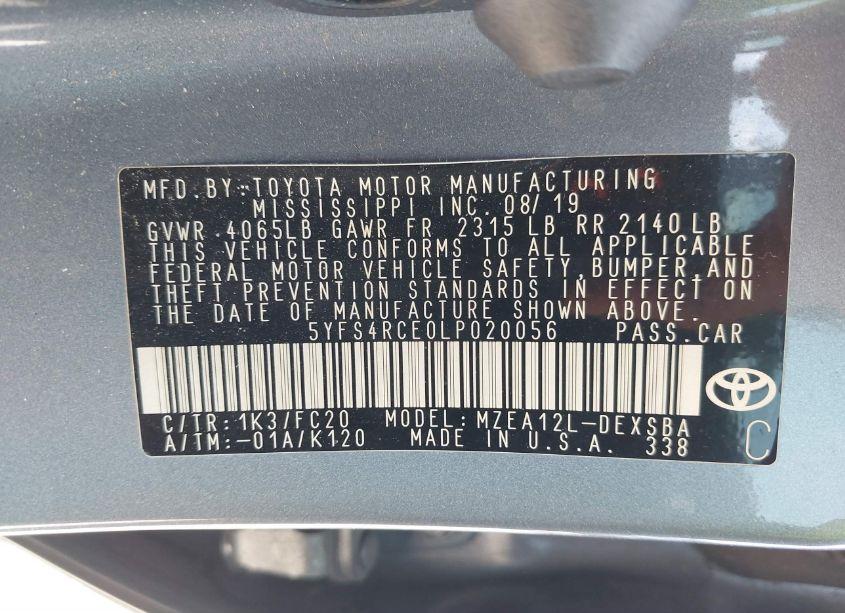 MFD. BY: TOYOTA MOTOR MANUFACTURING
MISSISSIPPI INC. 08/19
GVWR 4065LB GAWR FR 2315 LB RR 2140 LB
THIS VEHICLE CONFORMS TO ALL APPLICABLE
FEDERAL MOTOR VEHICLE SAFETY, BUMPER, AND
THEFT PREVENTION STANDARDS IN EFFECT ON
THE DATE OF MANUFACTURE SHOWN ABOVE.
5YFS4RCE0LP020056 PASS. CAR
C/TR: 1K3/FC20 MODEL: MZEA12L-DEXSBA
A/TM: -01A/K120 MADE IN U.S.A. 338
C